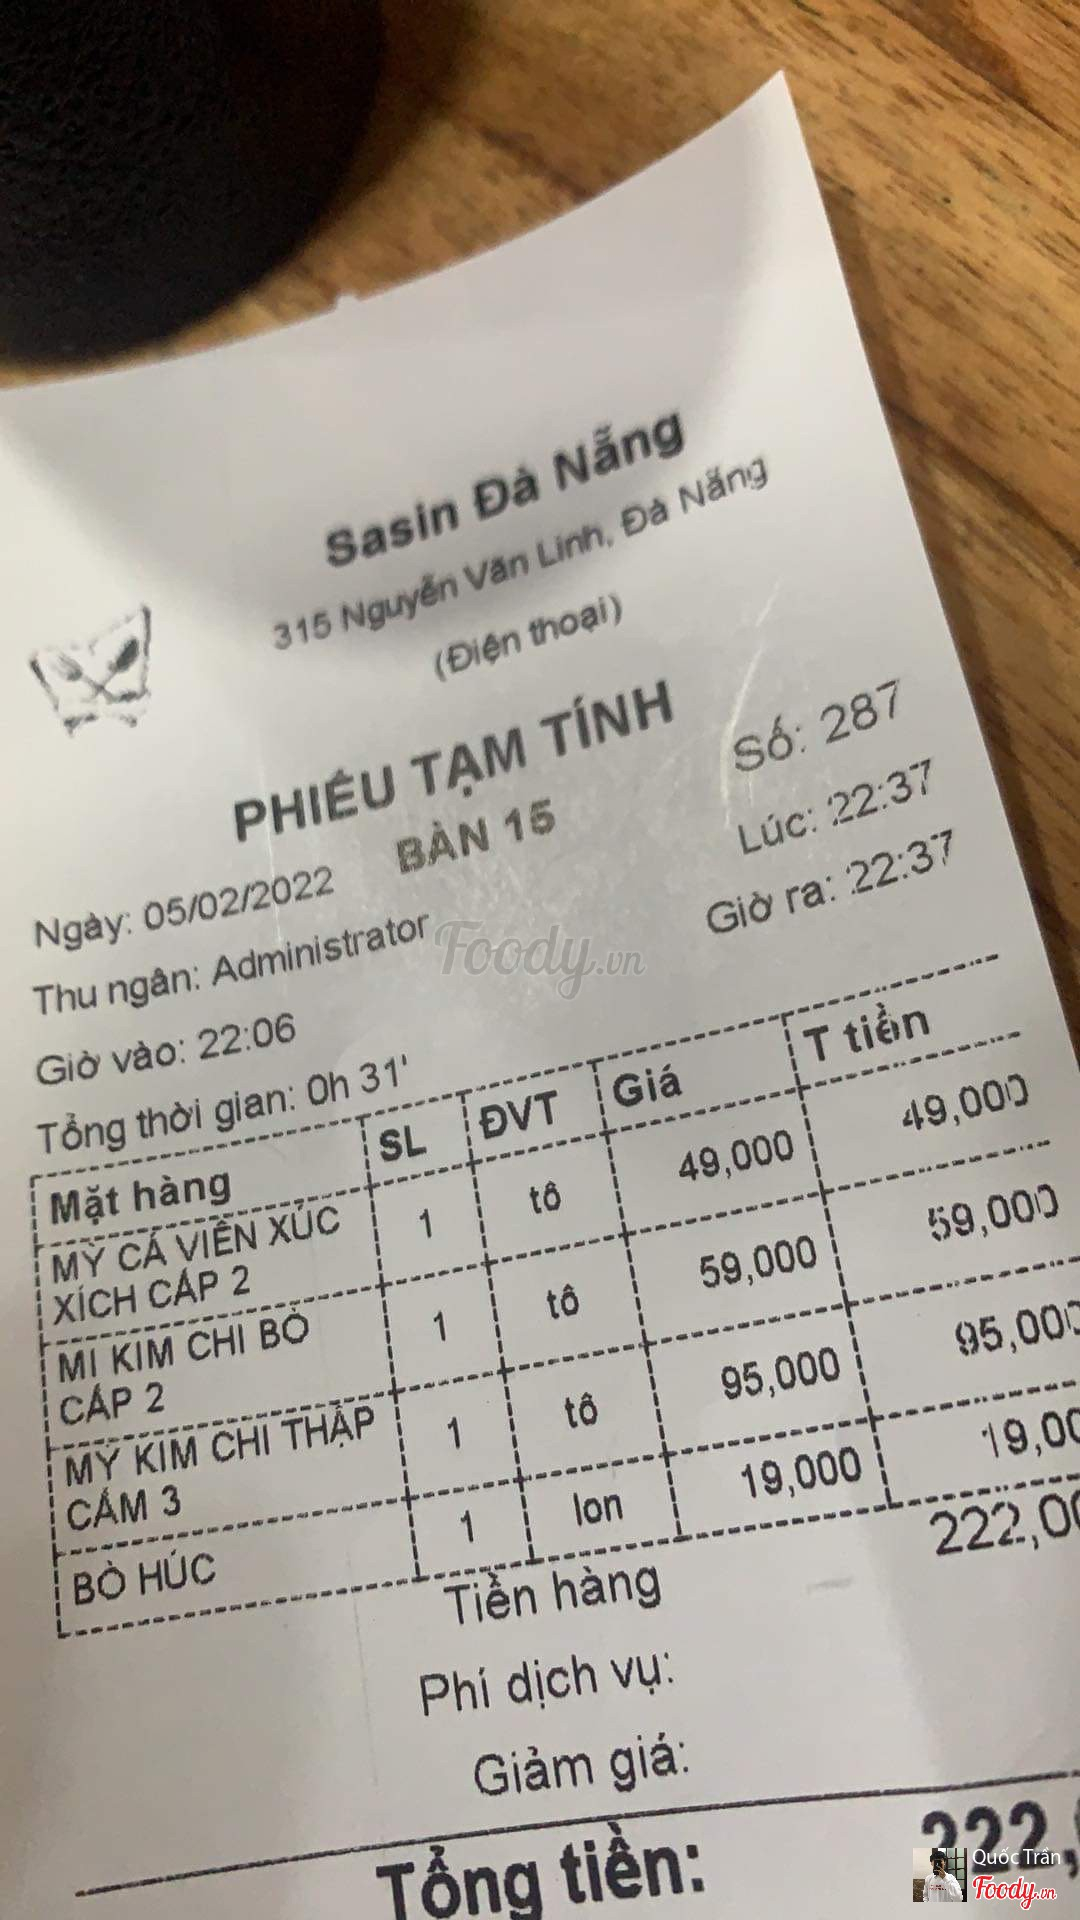 Sasin Đà Nẵng
315 Nguyễn Văn Linh, Đà Nẵng
(Điện thoại)
PHIẾU TẠM TÍNH
Số: 287
BÀN 15
Ngày: 05/02/2022
Lúc: 22:37
Thu ngân: Administrator
Giờ ra: 22:37
Foody.vn
Giờ vào: 22:06
Tổng thời gian: 0h 31'
Mặt hàng SL ĐVT Giá T tiền
MỲ CÁ VIÊN XÚC XÍCH CẤP 2 1 tô 49,000 49,000
MI KIM CHI BÒ CẤP 2 1 tô 59,000 59,000
MỲ KIM CHI THẬP CẨM 3 1 tô 95,000 95,000
BÒ HÚC 1 lon 19,000 19,00
Tiền hàng 222,00
Phí dịch vụ:
Giảm giá:
Tổng tiền: 222,
Quốc Trần
Foody.vn